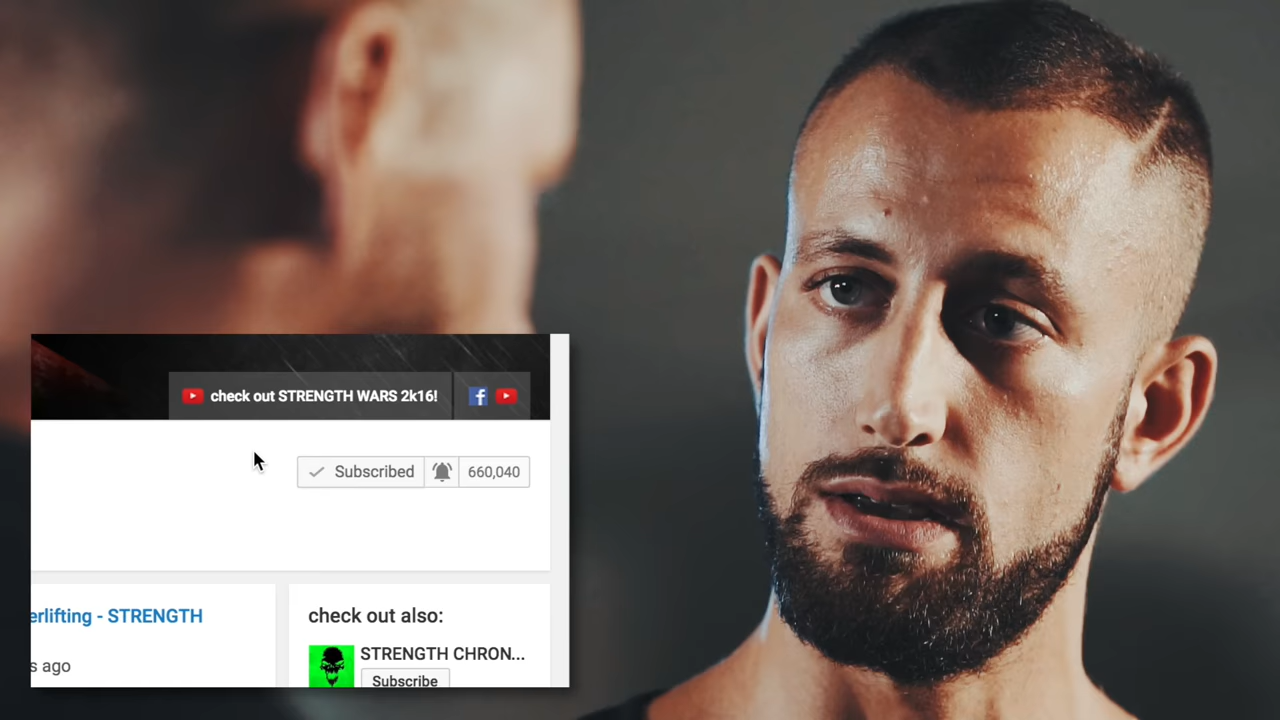 check out STRENGTH WARS 2k16!
Subscribed 660,040
erlifting - STRENGTH
check out also:
s ago
STRENGTH CHRON...
Subscribe